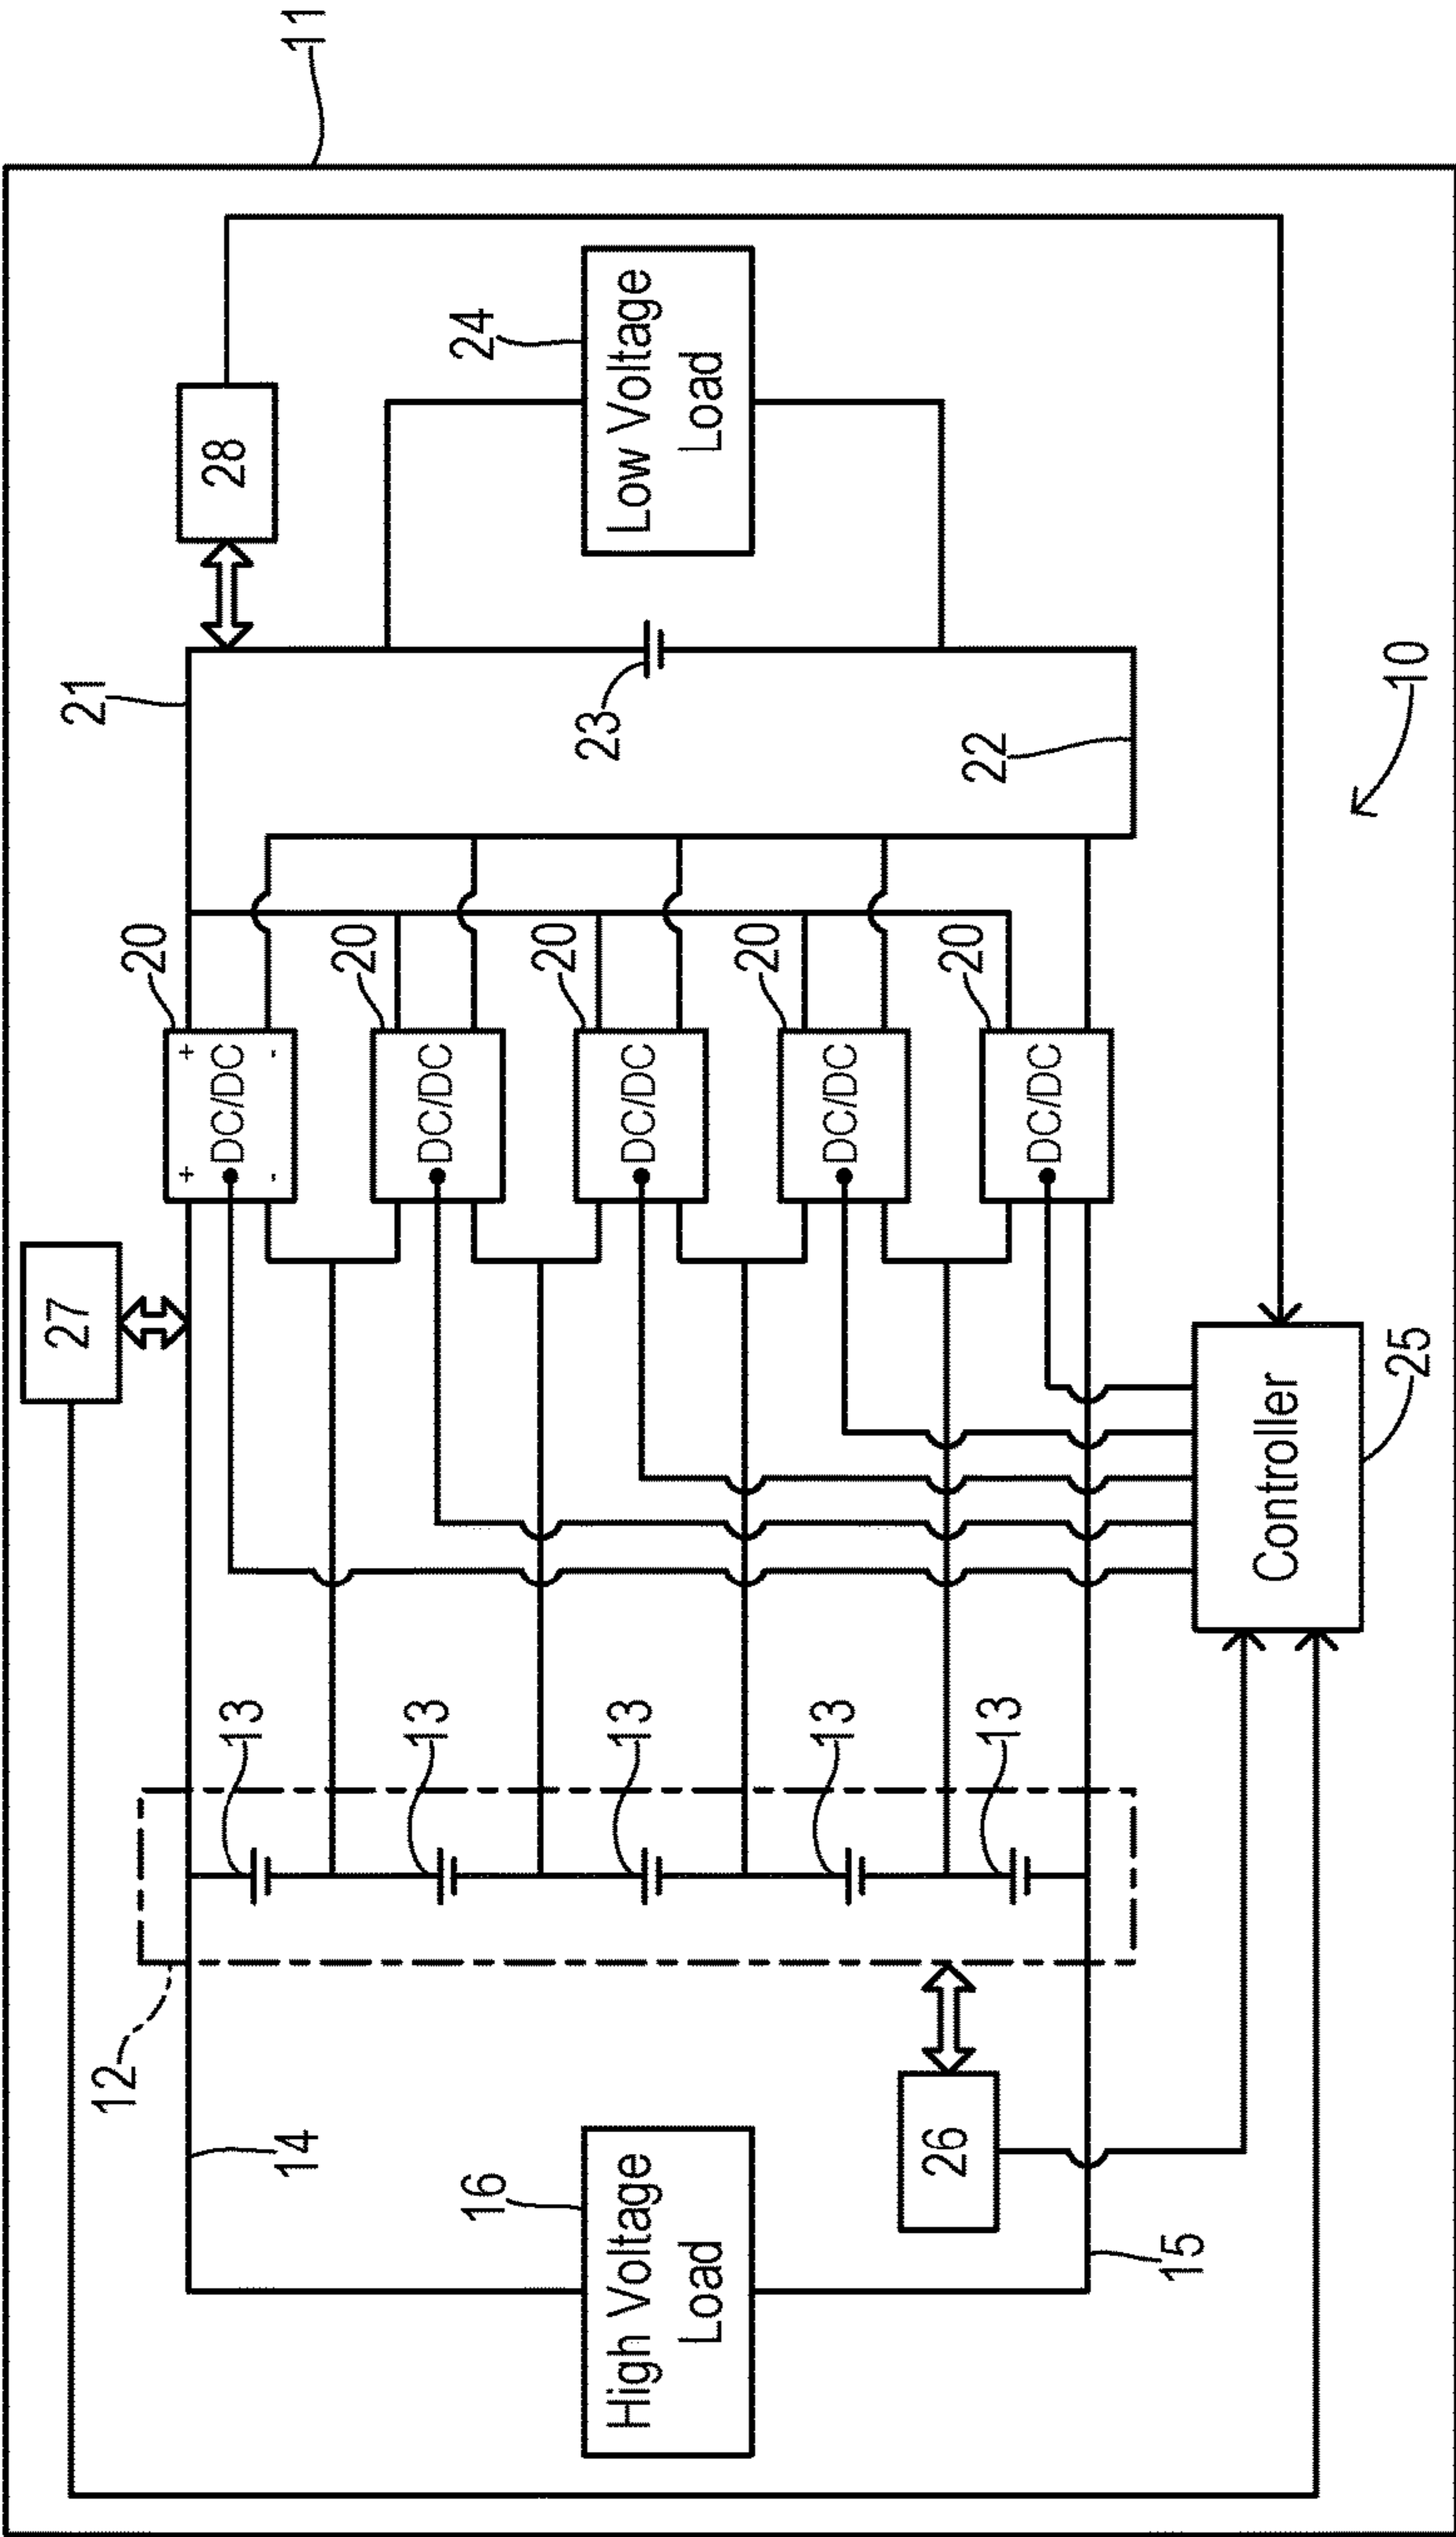 11
27
28
21
20
+ +
DC/DC
- -
12
14
13
20
DC/DC
24
Low Voltage
Load
16
High Voltage
Load
13
20
DC/DC
23
13
20
DC/DC
13
20
DC/DC
22
26
13
15
Controller
25
10